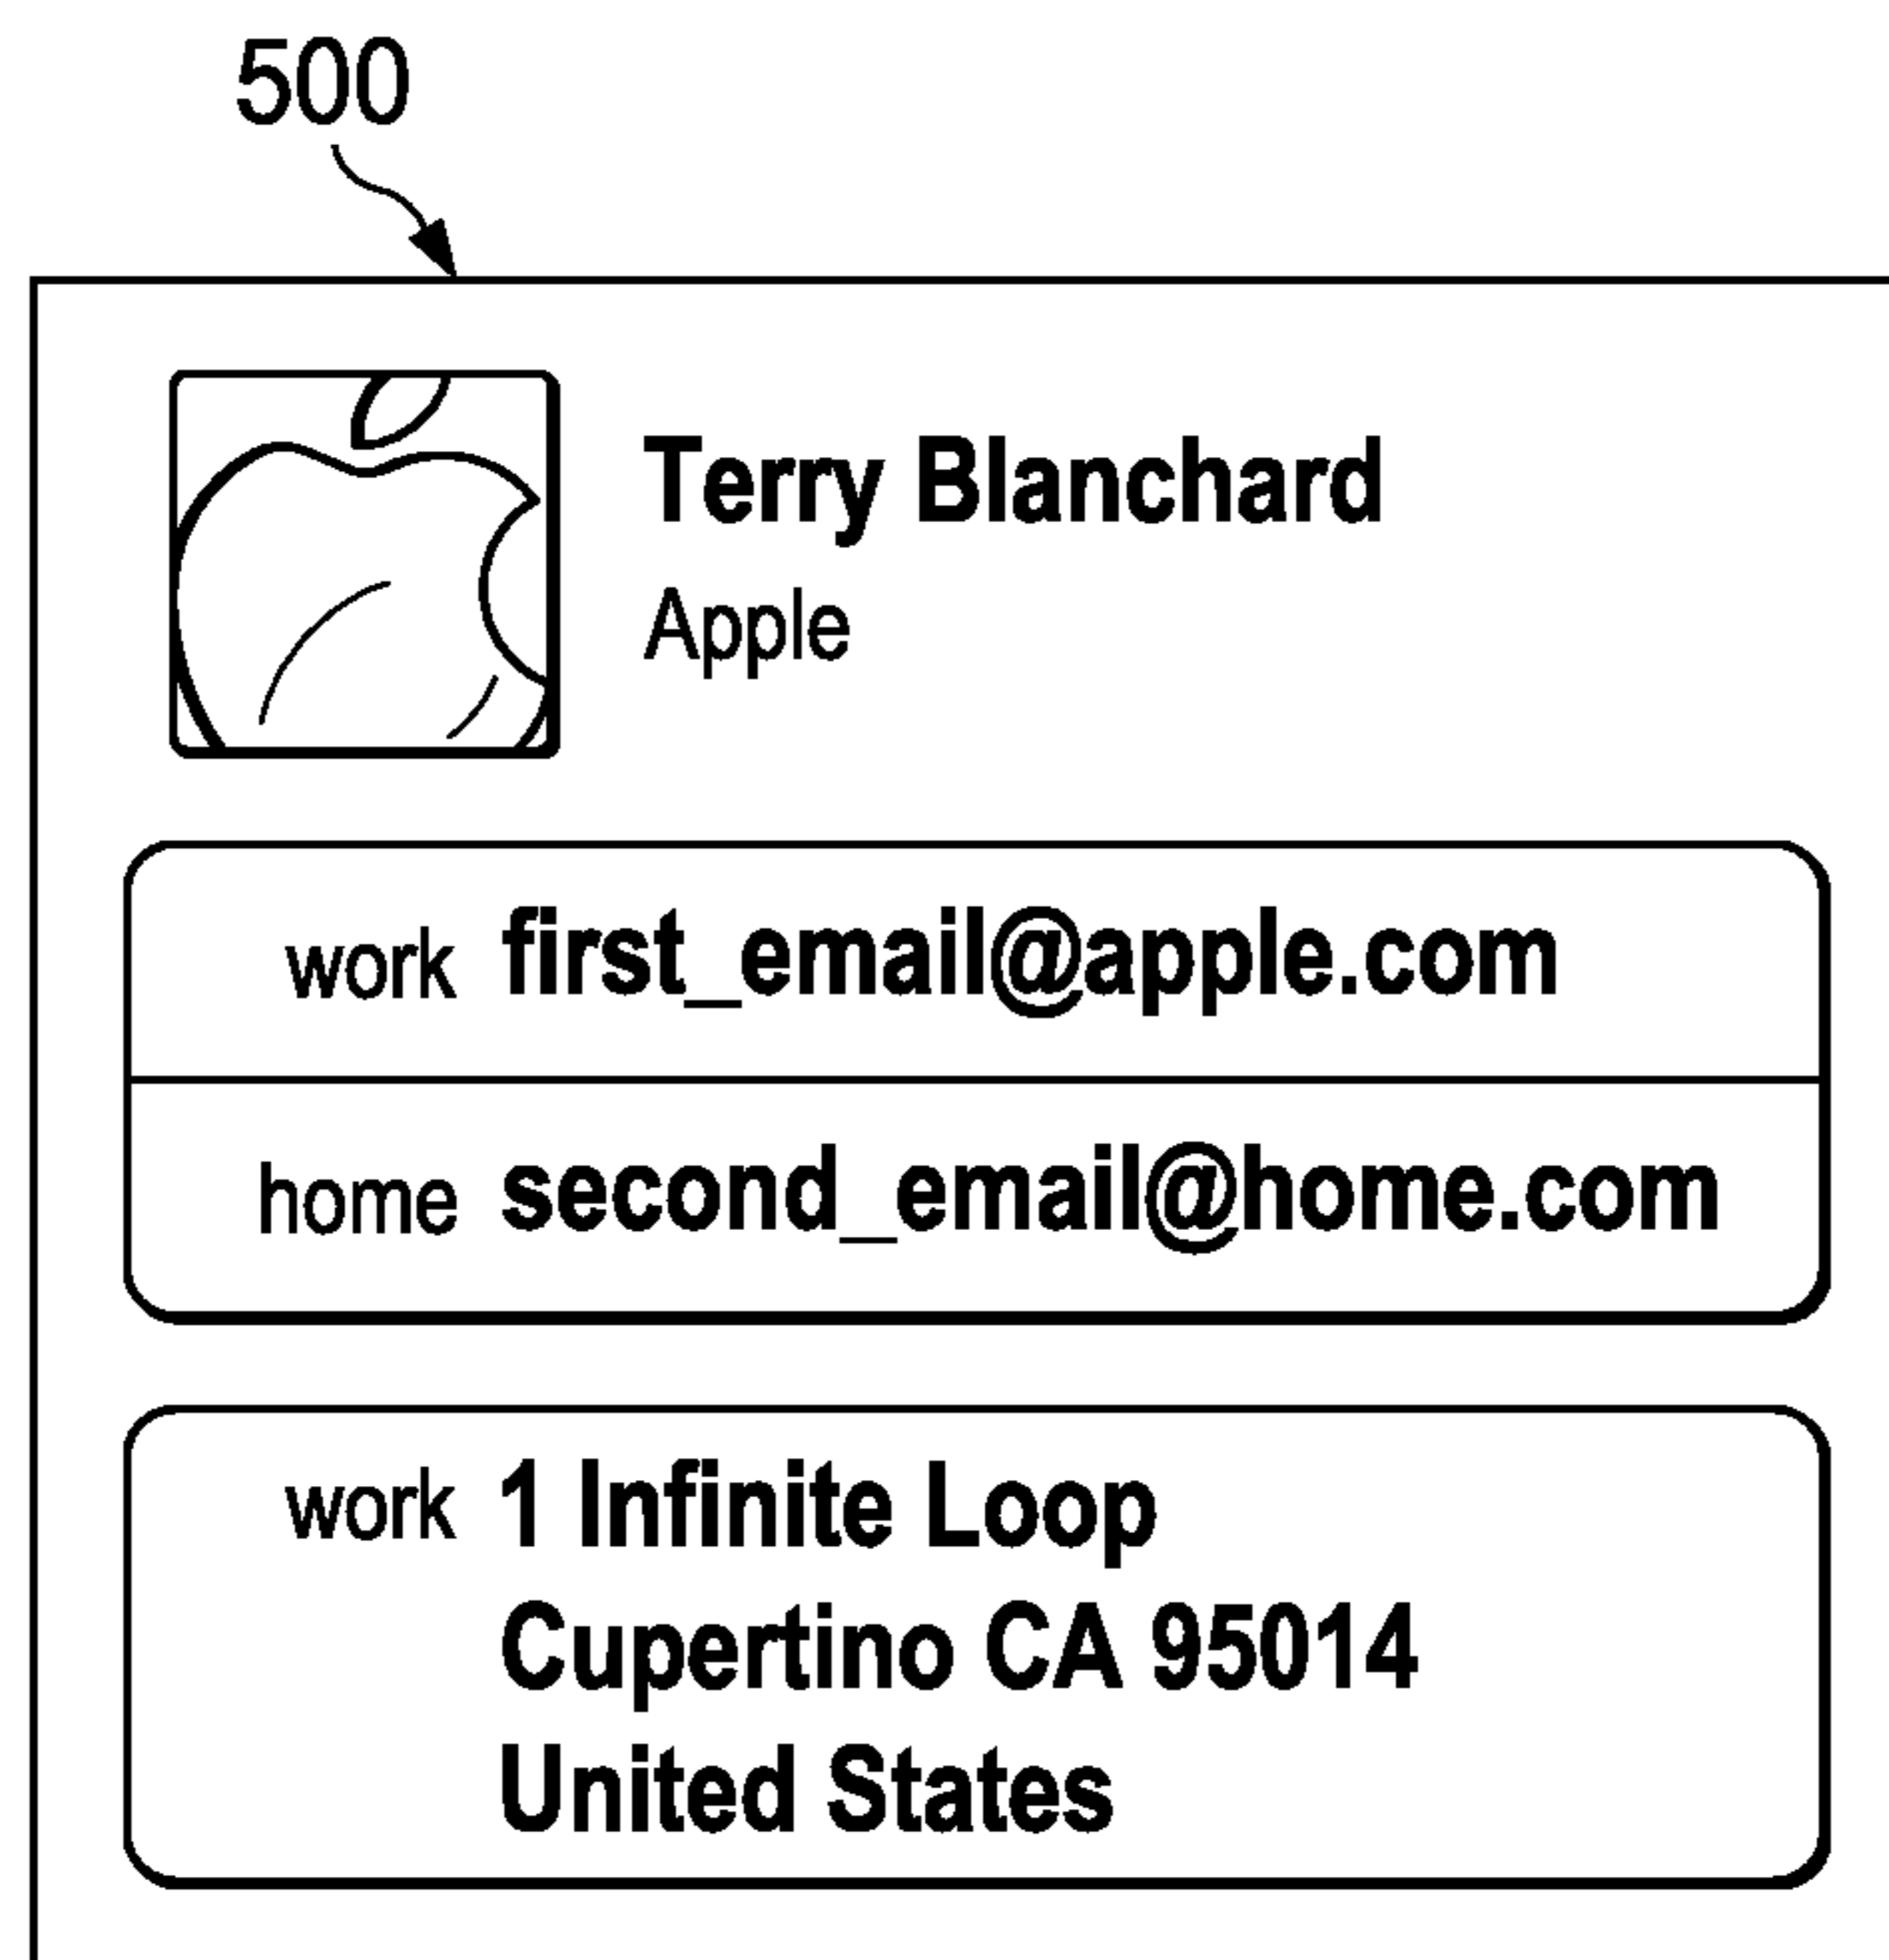 500
Terry Blanchard
Apple
work first_email@apple.com
home second_email@home.com
work 1 Infinite Loop
Cupertino CA 95014
United States